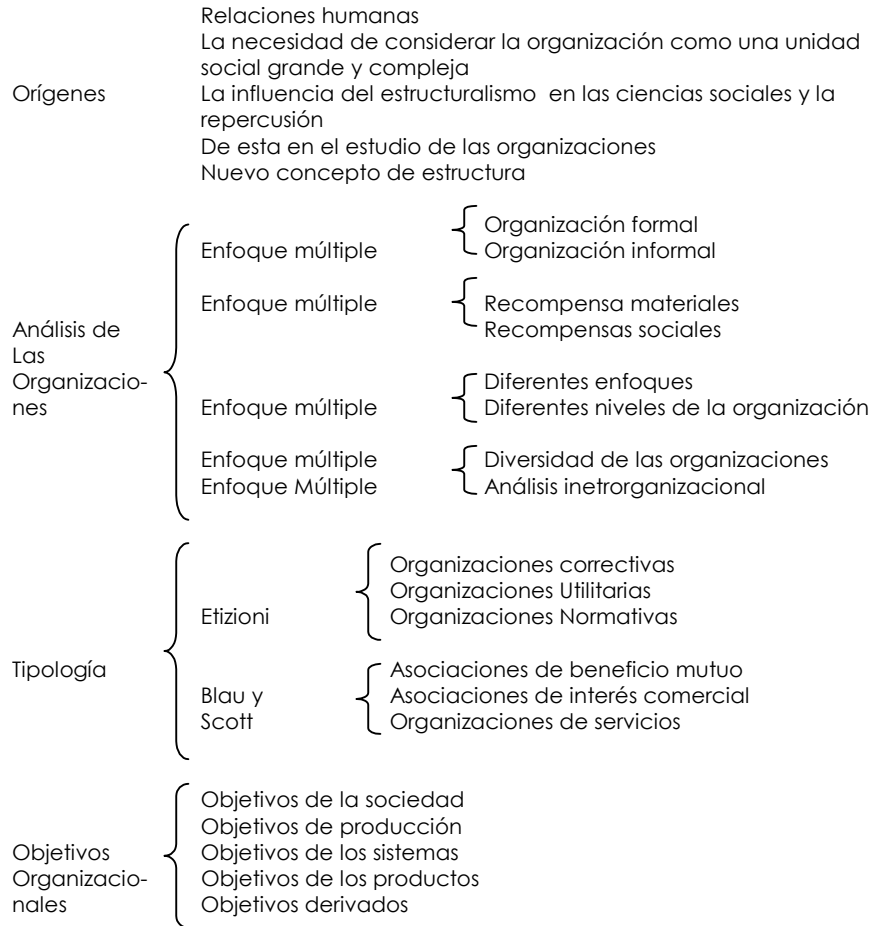 Relaciones humanas
La necesidad de considerar la organización como una unidad
social grande y compleja
Orígenes La influencia del estructuralismo en las ciencias sociales y la
repercusión
De esta en el estudio de las organizaciones
Nuevo concepto de estructura
Organización formal
Enfoque múltiple Organización informal
Enfoque múltiple Recompensa materiales
Análisis de Recompensas sociales
Las
Organizacio- Diferentes enfoques
nes Enfoque múltiple Diferentes niveles de la organización
Enfoque múltiple Diversidad de las organizaciones
Enfoque Múltiple Análisis inetrorganizacional
Organizaciones correctivas
Organizaciones Utilitarias
Etizioni Organizaciones Normativas
Tipología Asociaciones de beneficio mutuo
Blau y Asociaciones de interés comercial
Scott Organizaciones de servicios
Objetivos de la sociedad
Objetivos de producción
Objetivos Objetivos de los sistemas
Organizacio- Objetivos de los productos
nales Objetivos derivados